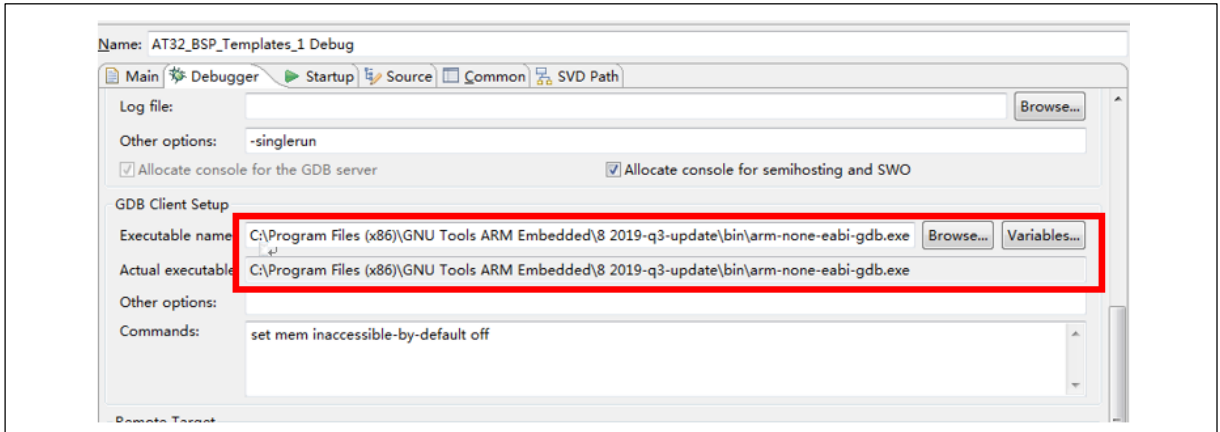 Name: AT32_BSP_Templates_1 Debug
Main Debugger Startup Source Common SVD Path
Log file: Browse...
Other options: -singlerun
Allocate console for the GDB server Allocate console for semihosting and SWO
GDB Client Setup
Executable name C:\Program Files (x86)\GNU Tools ARM Embedded\8 2019-q3-update\bin\arm-none-eabi-gdb.exe Browse... Variables...
Actual executable C:\Program Files (x86)\GNU Tools ARM Embedded\8 2019-q3-update\bin\arm-none-eabi-gdb.exe
Other options:
Commands: set mem inaccessible-by-default off
Remote Target